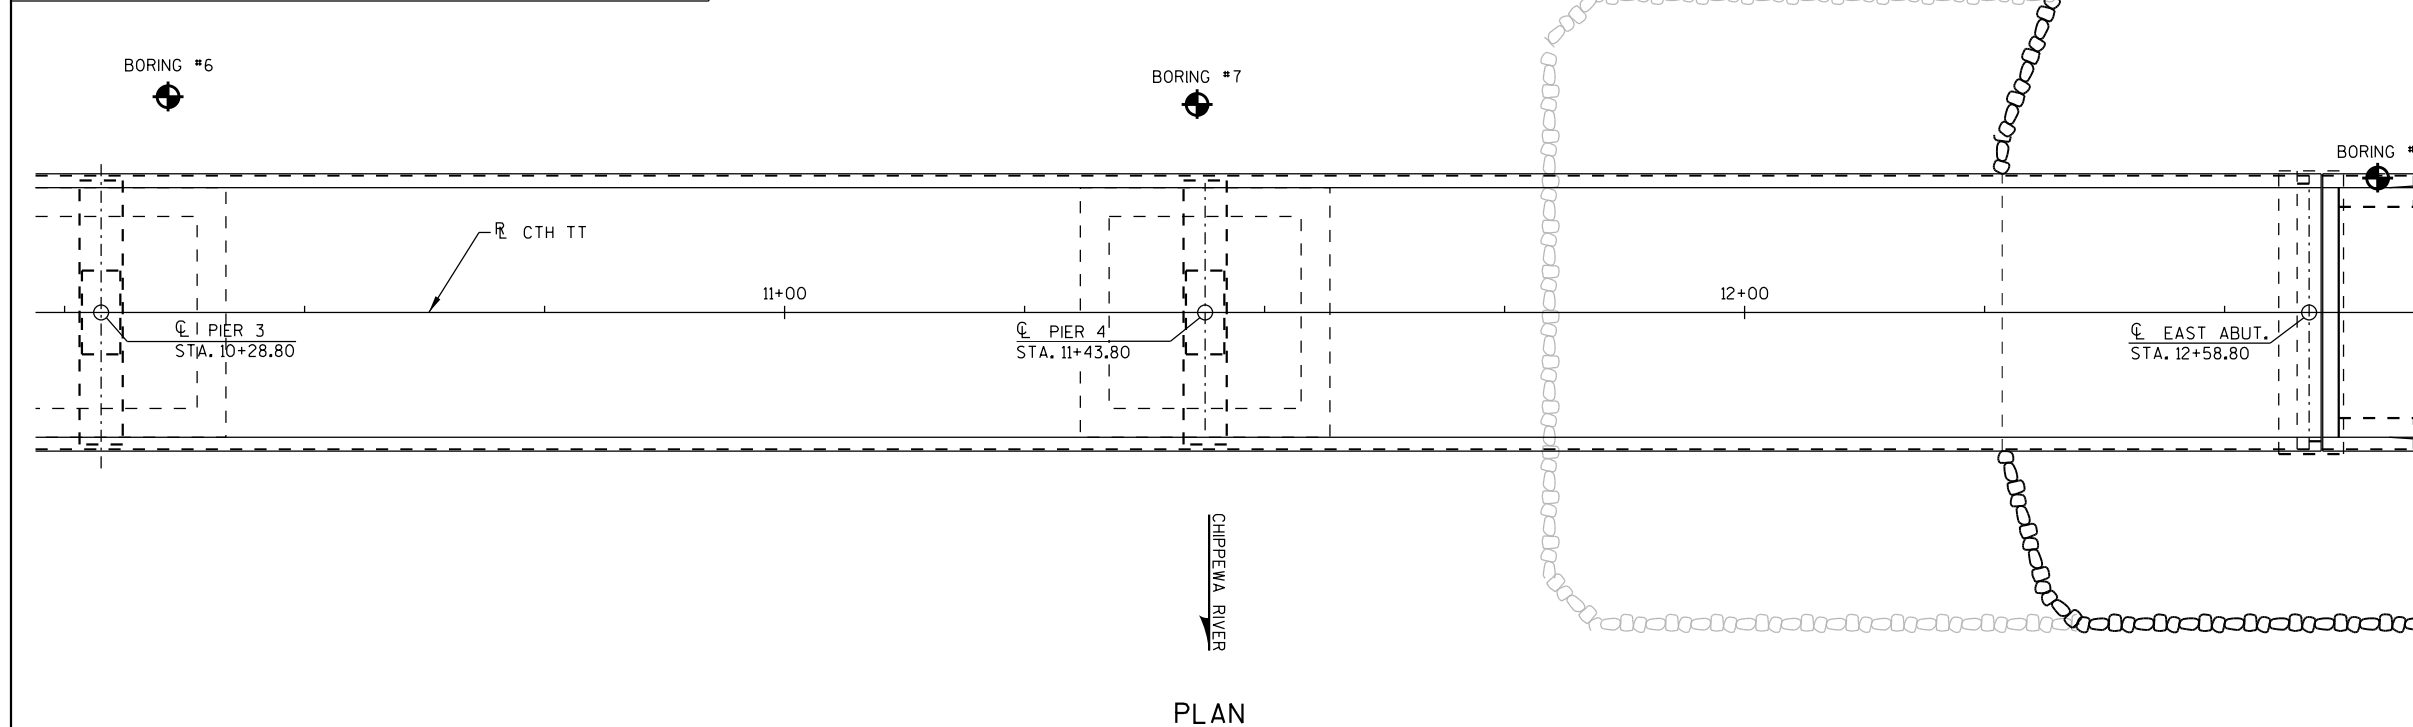 BORING #6
BORING #7
BORING #
℞ CTH TT
11+00
12+00
℄ PIER 3
STA. 10+28.80
℄ PIER 4
STA. 11+43.80
℄ EAST ABUT.
STA. 12+58.80
CHIPPEWA RIVER
PLAN